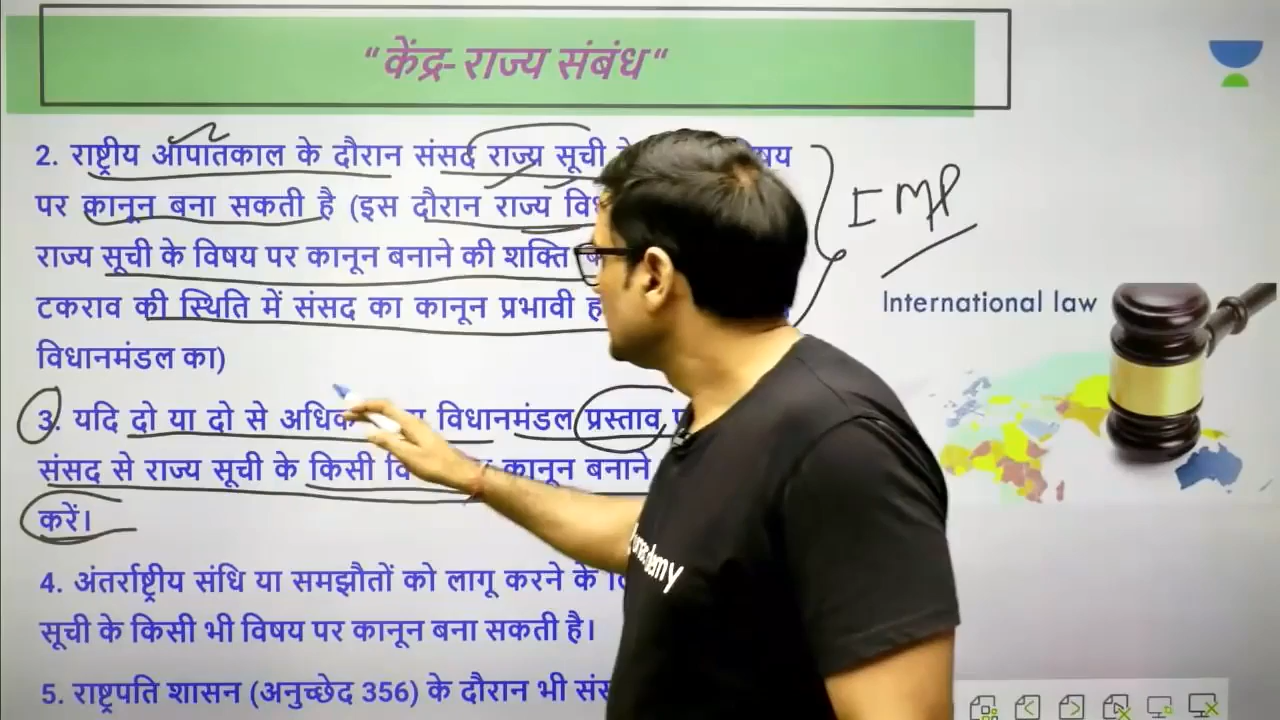 “केंद्र- राज्य संबंध“
2. राष्ट्रीय आपातकाल के दौरान संसद राज्य सूची
पर कानून बना सकती है (इस दौरान राज्य
राज्य सूची के विषय पर कानून बनाने की शक्ति
टकराव की स्थिति में संसद का कानून प्रभावी
विधानमंडल का)
IMP
International law
3. यदि दो या दो से अधिक विधानमंडल प्रस्ताव
संसद से राज्य सूची के किसी कानून बनाने
करें।
4. अंतर्राष्ट्रीय संधि या समझौतों को लागू करने के
सूची के किसी भी विषय पर कानून बना सकती है।
5. राष्ट्रपति शासन (अनुच्छेद 356) के दौरान भी